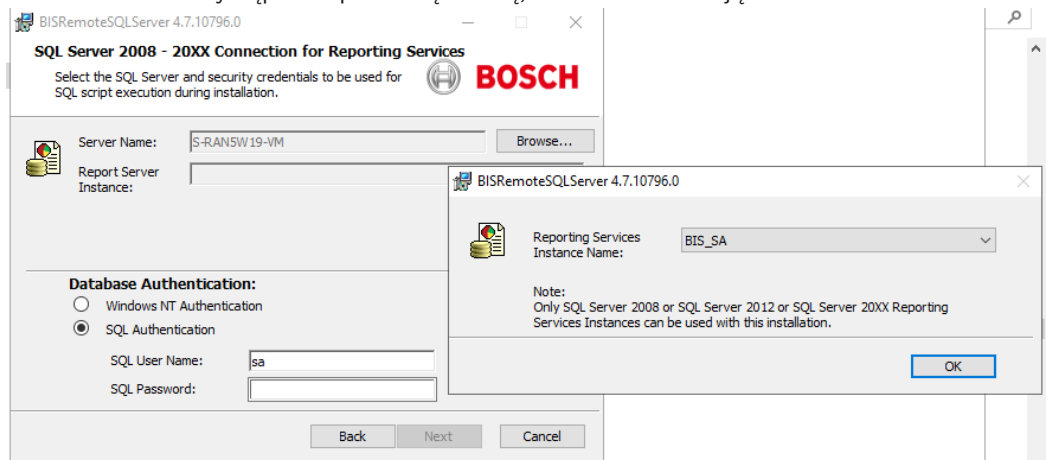 BISRemoteSQLServer 4.7.10796.0
SQL Server 2008 - 20XX Connection for Reporting Services
Select the SQL Server and security credentials to be used for
SQL script execution during installation.
BOSCH
Server Name:
S-RAN5W19-VM
Browse...
Report Server
Instance:
BISRemoteSQLServer 4.7.10796.0
Reporting Services
Instance Name:
BIS_SA
Note:
Only SQL Server 2008 or SQL Server 2012 or SQL Server 20XX Reporting
Services Instances can be used with this installation.
OK
Database Authentication:
Windows NT Authentication
SQL Authentication
SQL User Name:
sa
SQL Password:
Back
Next
Cancel